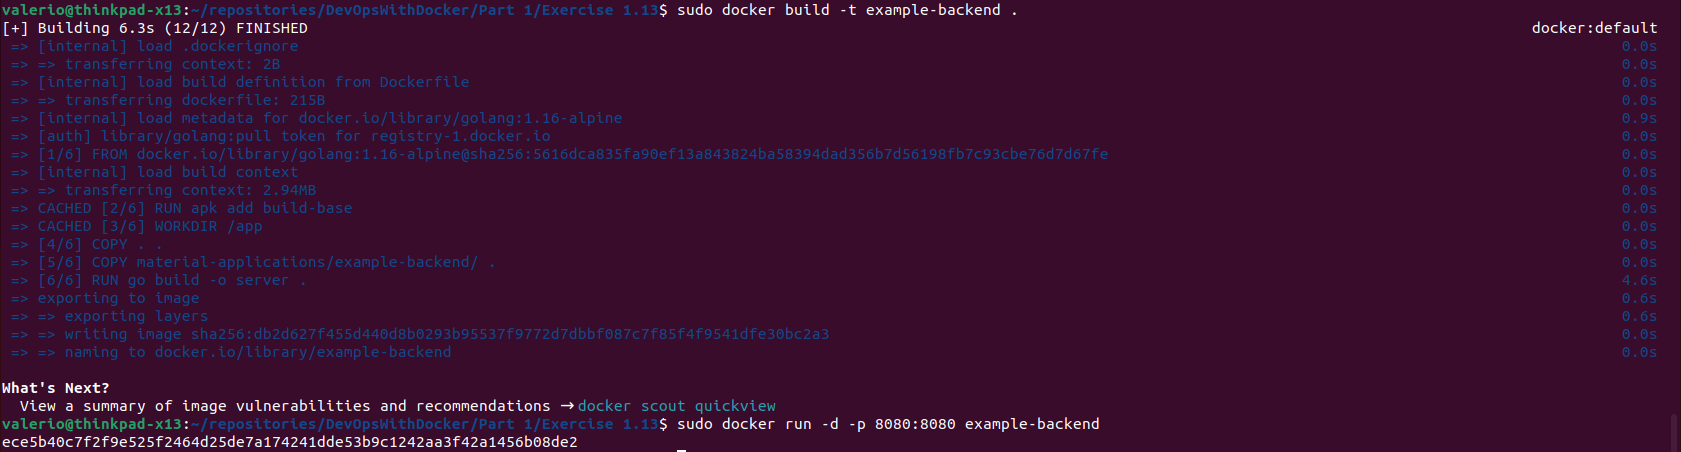 valerio@thinkpad-x13:~/repositories/DevOpsWithDocker/Part 1/Exercise 1.13$ sudo docker build -t example-backend .
[+] Building 6.3s (12/12) FINISHED docker:default
=> [internal] load .dockerignore 0.0s
=> => transferring context: 2B 0.0s
=> [internal] load build definition from Dockerfile 0.0s
=> => transferring dockerfile: 215B 0.0s
=> [internal] load metadata for docker.io/library/golang:1.16-alpine 0.9s
=> [auth] library/golang:pull token for registry-1.docker.io 0.0s
=> [1/6] FROM docker.io/library/golang:1.16-alpine@sha256:5616dca835fa90ef13a843824ba58394dad356b7d56198fb7c93cbe76d7d67fe 0.0s
=> [internal] load build context 0.0s
=> => transferring context: 2.94MB 0.0s
=> CACHED [2/6] RUN apk add build-base 0.0s
=> CACHED [3/6] WORKDIR /app 0.0s
=> [4/6] COPY . . 0.0s
=> [5/6] COPY material-applications/example-backend/ . 0.0s
=> [6/6] RUN go build -o server . 4.6s
=> exporting to image 0.6s
=> => exporting layers 0.6s
=> => writing image sha256:db2d627f455d440d8b0293b95537f9772d7dbbf087c7f85f4f9541dfe30bc2a3 0.0s
=> => naming to docker.io/library/example-backend 0.0s
What's Next?
View a summary of image vulnerabilities and recommendations → docker scout quickview
valerio@thinkpad-x13:~/repositories/DevOpsWithDocker/Part 1/Exercise 1.13$ sudo docker run -d -p 8080:8080 example-backend
ece5b40c7f2f9e525f2464d25de7a174241dde53b9c1242aa3f42a1456b08de2